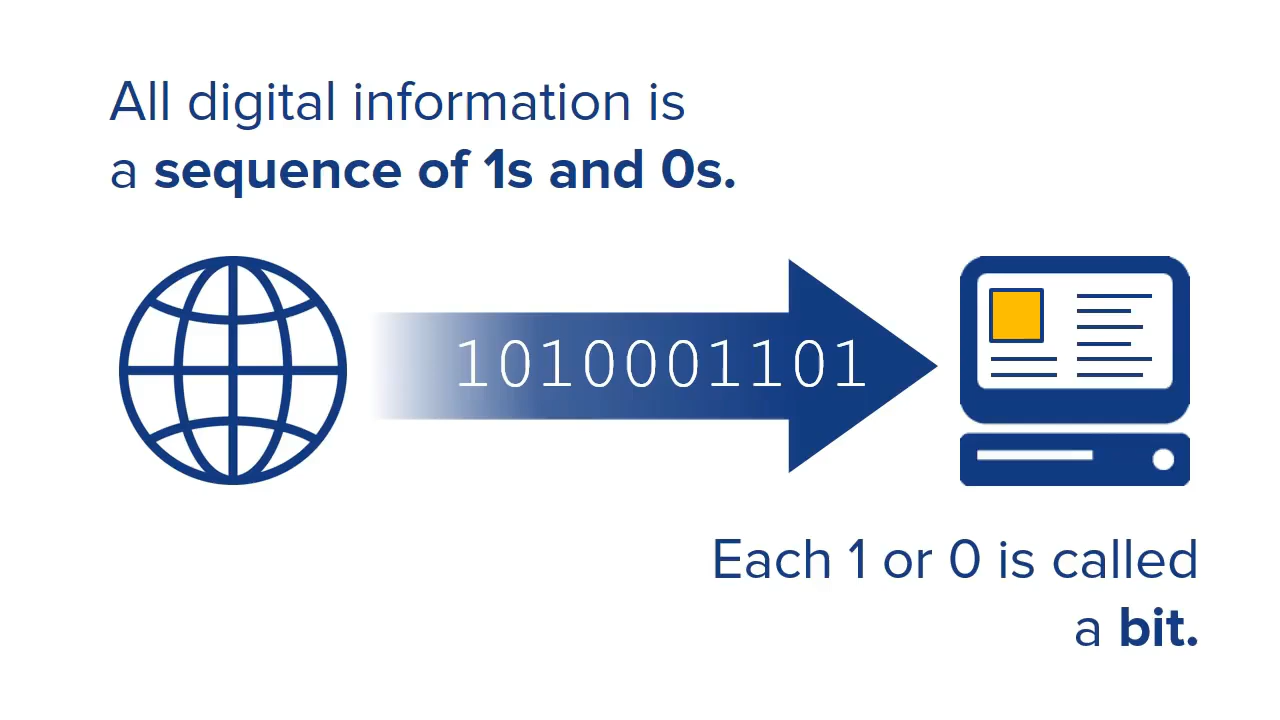 All digital information is
a sequence of 1s and 0s.
1010001101
Each 1 or 0 is called
a bit.